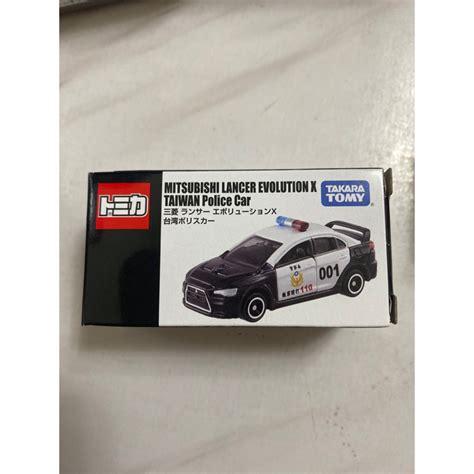 トミカ
MITSUBISHI LANCER EVOLUTION X
TAIWAN Police Car
三菱 ランサー エボリューションX
台湾ポリスカー
TAKARA
TOMY
001
110